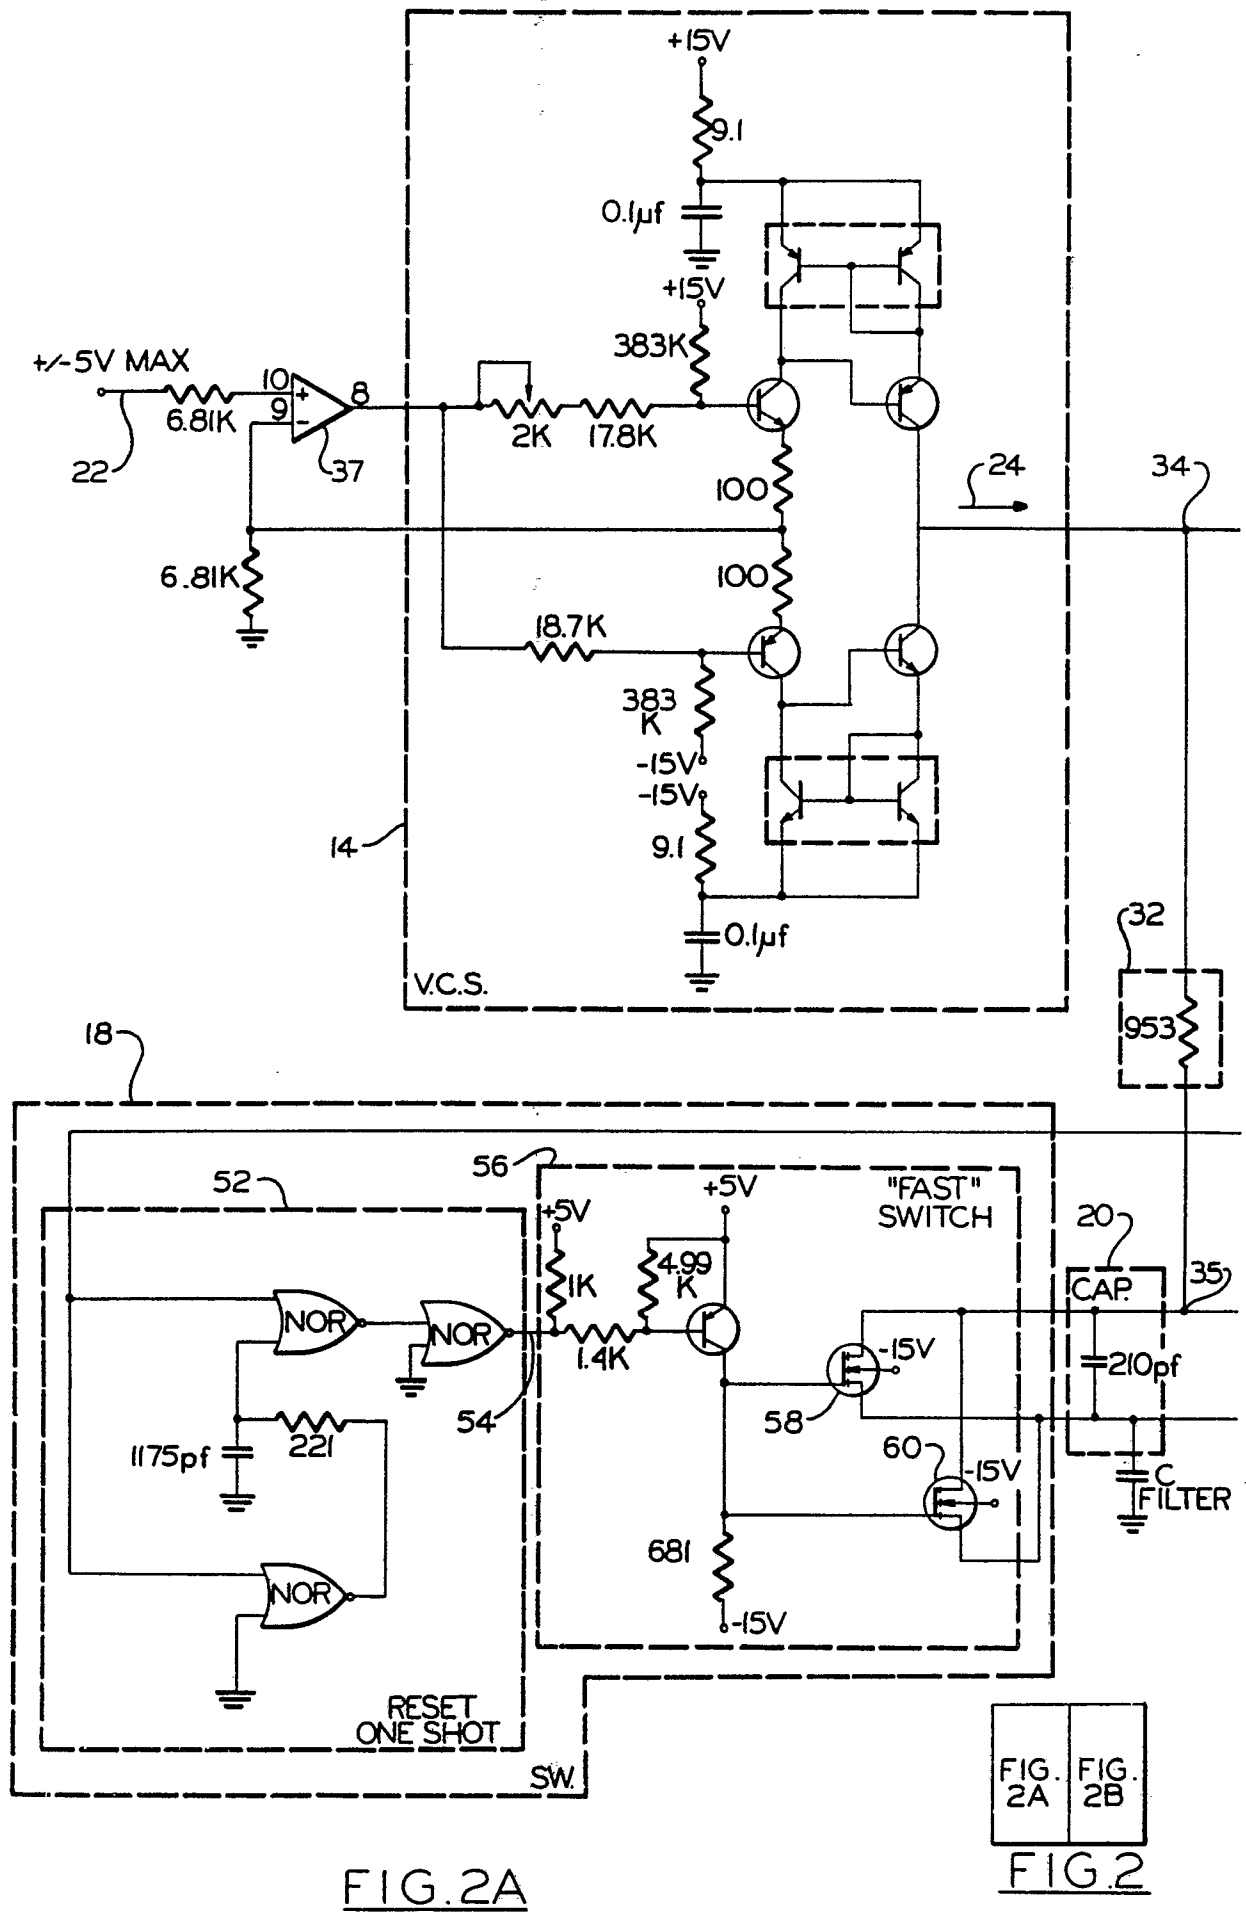 +15V
9.1
0.1µf
+15V
383K
+/-5V MAX
10
+
8
9
-
6.81K
22
37
2K
17.8K
100
24
34
6.81K
100
18.7K
383
K
-15V
-15V
9.1
14
0.1µf
V.C.S.
32
953
18
52
56
+5V
"FAST"
SWITCH
20
35
+5V
1K
4.99
K
CAP.
NOR
NOR
1.4K
54
-15V
58
210pf
1175pf
221
60
-15V
C
FILTER
681
NOR
-15V
RESET
ONE SHOT
SW.
FIG.
2A
FIG.
2B
FIG.2A
FIG.2